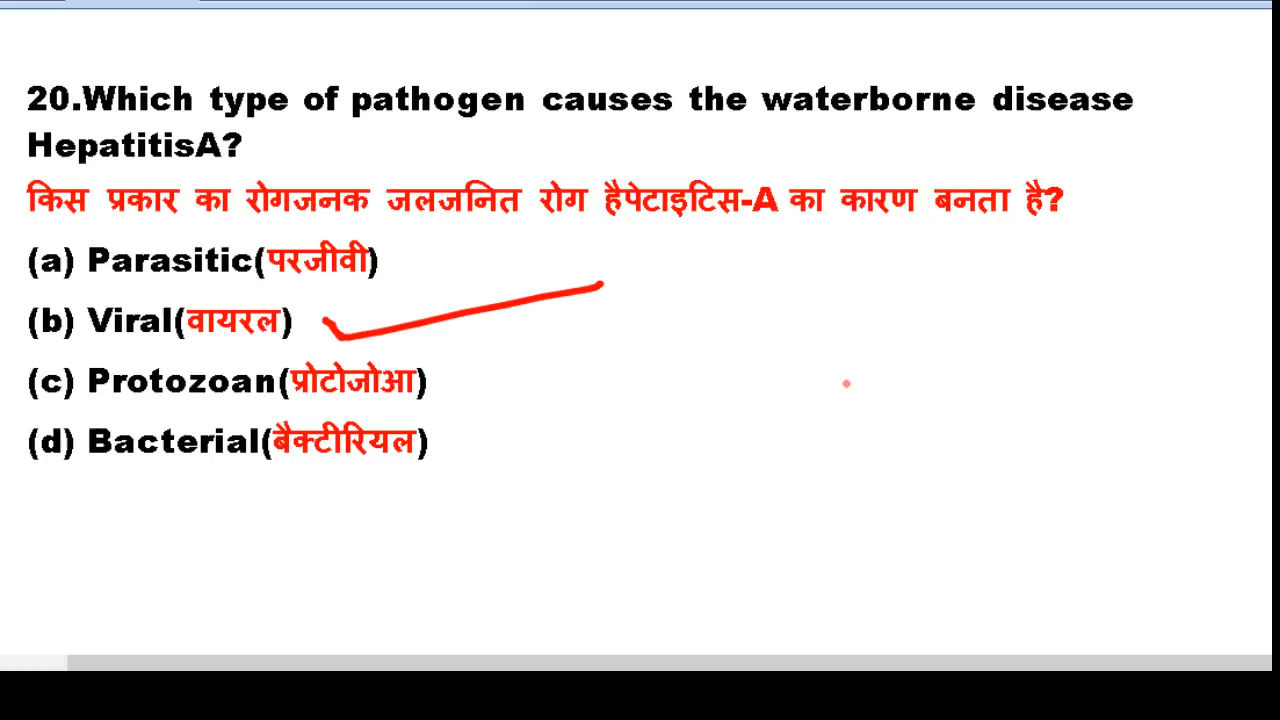 20.Which type of pathogen causes the waterborne disease
HepatitisA?
किस प्रकार का रोगजनक जलजनित रोग हैपेटाइटिस-A का कारण बनता है?
(a) Parasitic(परजीवी)
(b) Viral(वायरल)
(c) Protozoan(प्रोटोजोआ)
(d) Bacterial(बैक्टीरियल)